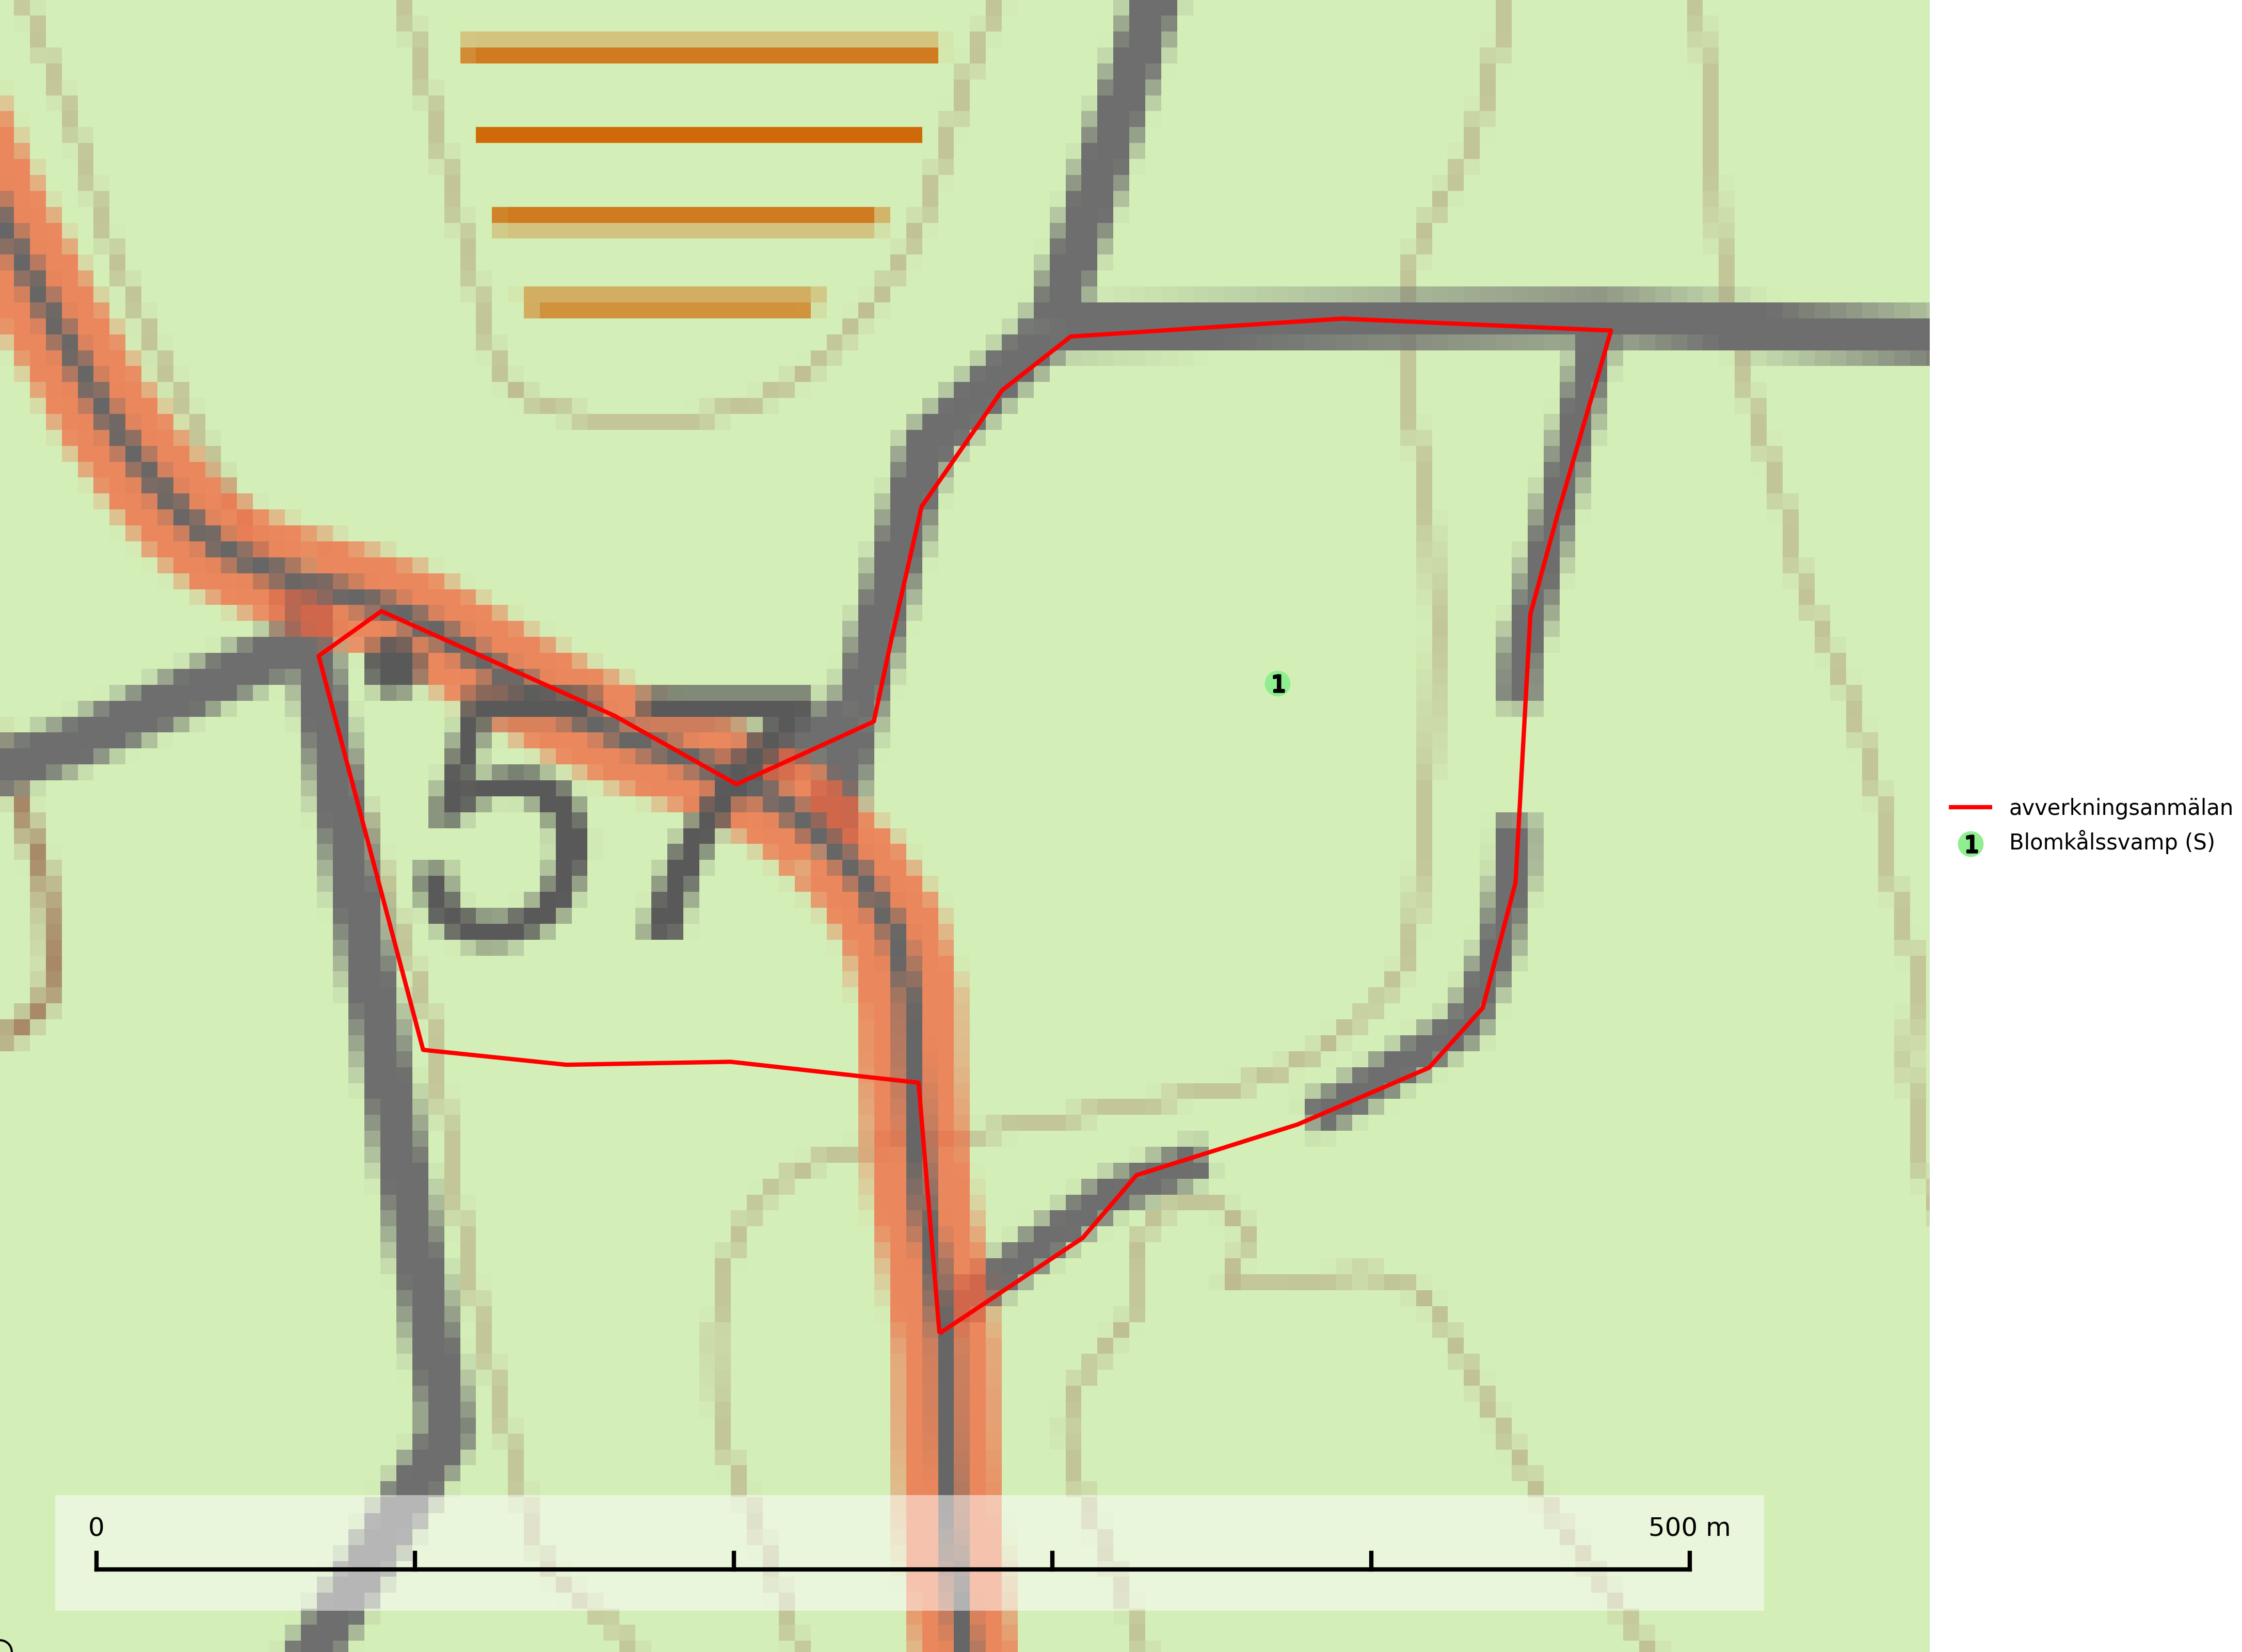 .57
1
avverkningsanmälan
1 Blomkålssvamp (S)
0 500 m